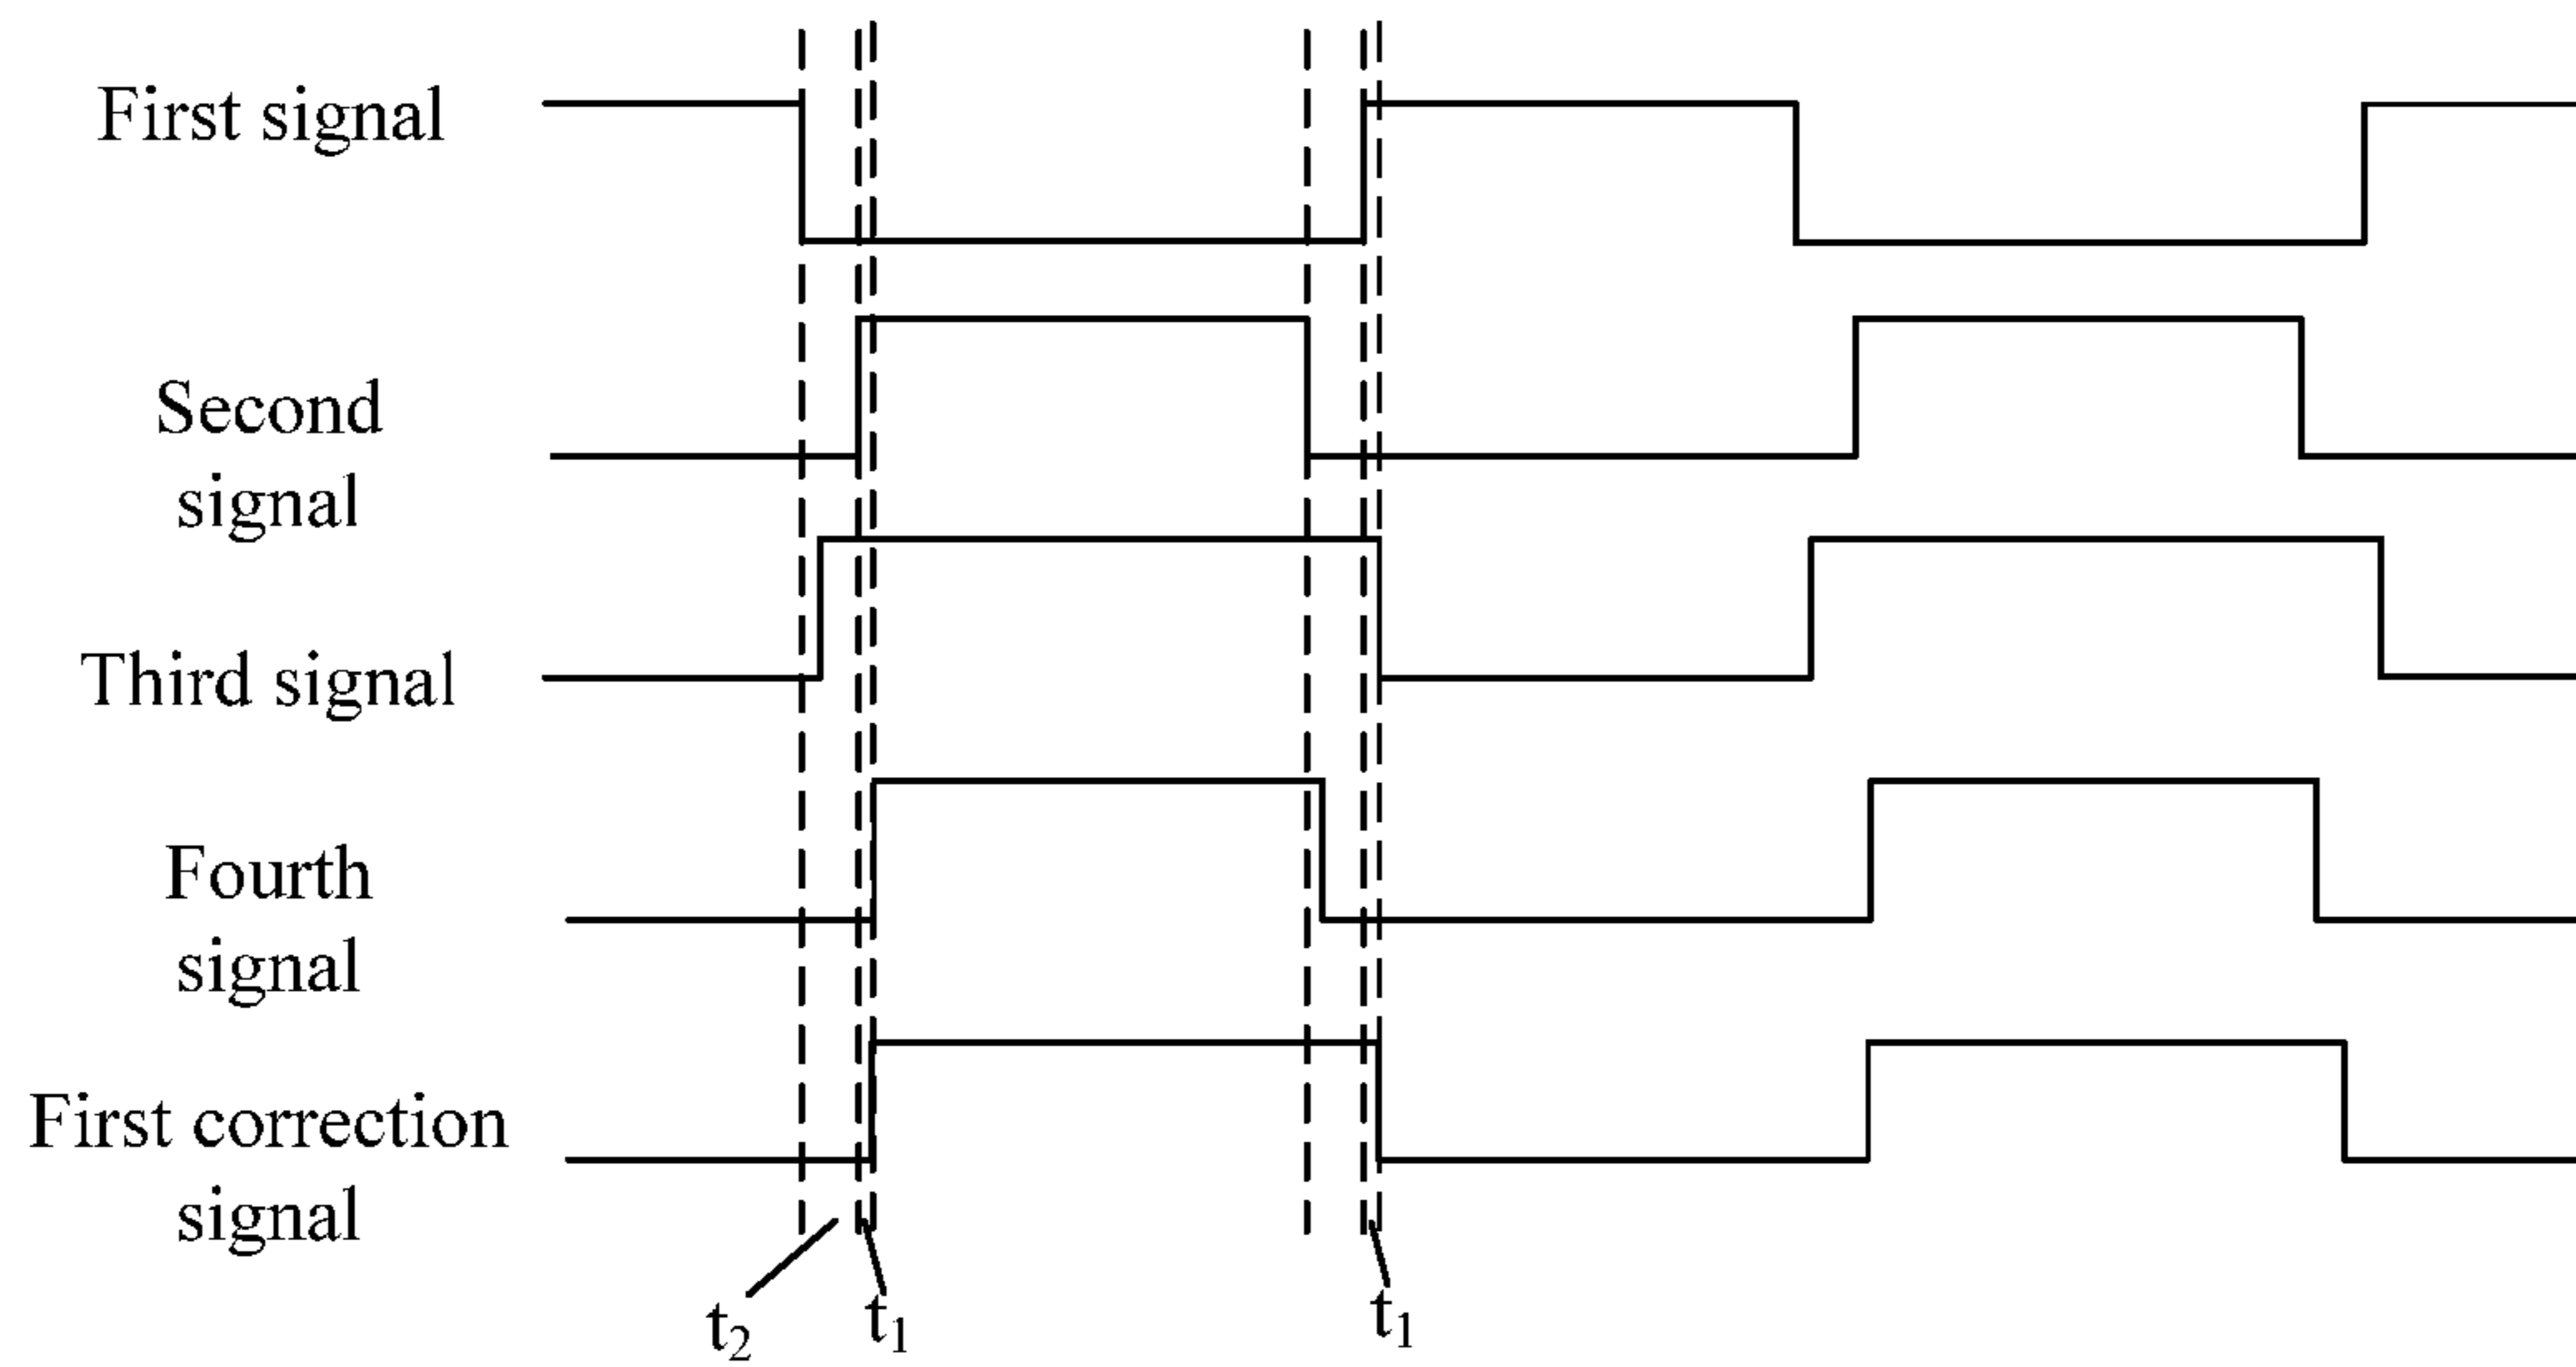 First signal
Second
signal
Third signal
Fourth
signal
First correction
signal
t2
t1
t1